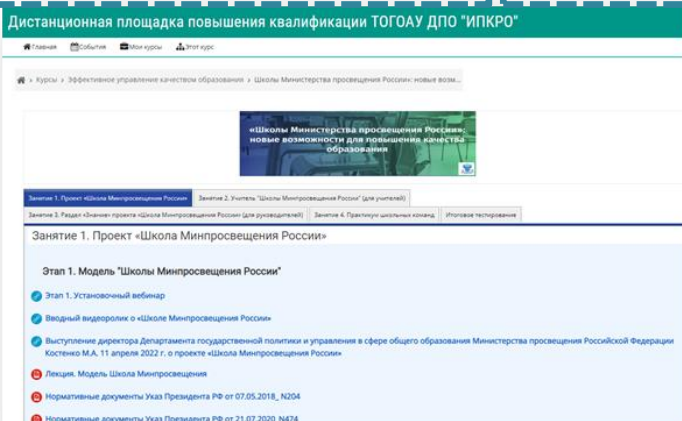 Дистанционная площадка повышения квалификации ТОГОАУ ДПО "ИПКРО"
Главная События Мои курсы Этот курс
Курсы Эффективное управление качеством образования Школы Министерства просвещения России: новые возм...
«Школы Министерства просвещения России»:
новые возможности для повышения качества
образования
Занятие 1. Проект «Школа Минпросвещения России» Занятие 2. Учитель "Школы Минпросвещения России" (для учителей)
Занятие 3. Раздел «Знание» проекта «Школа Минпросвещения России» (для руководителей) Занятие 4. Практикум школьных команд Итоговое тестирование
Занятие 1. Проект «Школа Минпросвещения России»
Этап 1. Модель "Школы Минпросвещения России"
Этап 1. Установочный вебинар
Вводный видеоролик о «Школе Минпросвещения России»
Выступление директора Департамента государственной политики и управления в сфере общего образования Министерства просвещения Российской Федерации
Костенко М.А. 11 апреля 2022 г. о проекте «Школа Минпросвещения России»
Лекция. Модель Школа Минпросвещения
Нормативные документы Указ Президента РФ от 07.05.2018_ N204
Нормативные документы Указ Президента РФ от 21.07.2020 N474